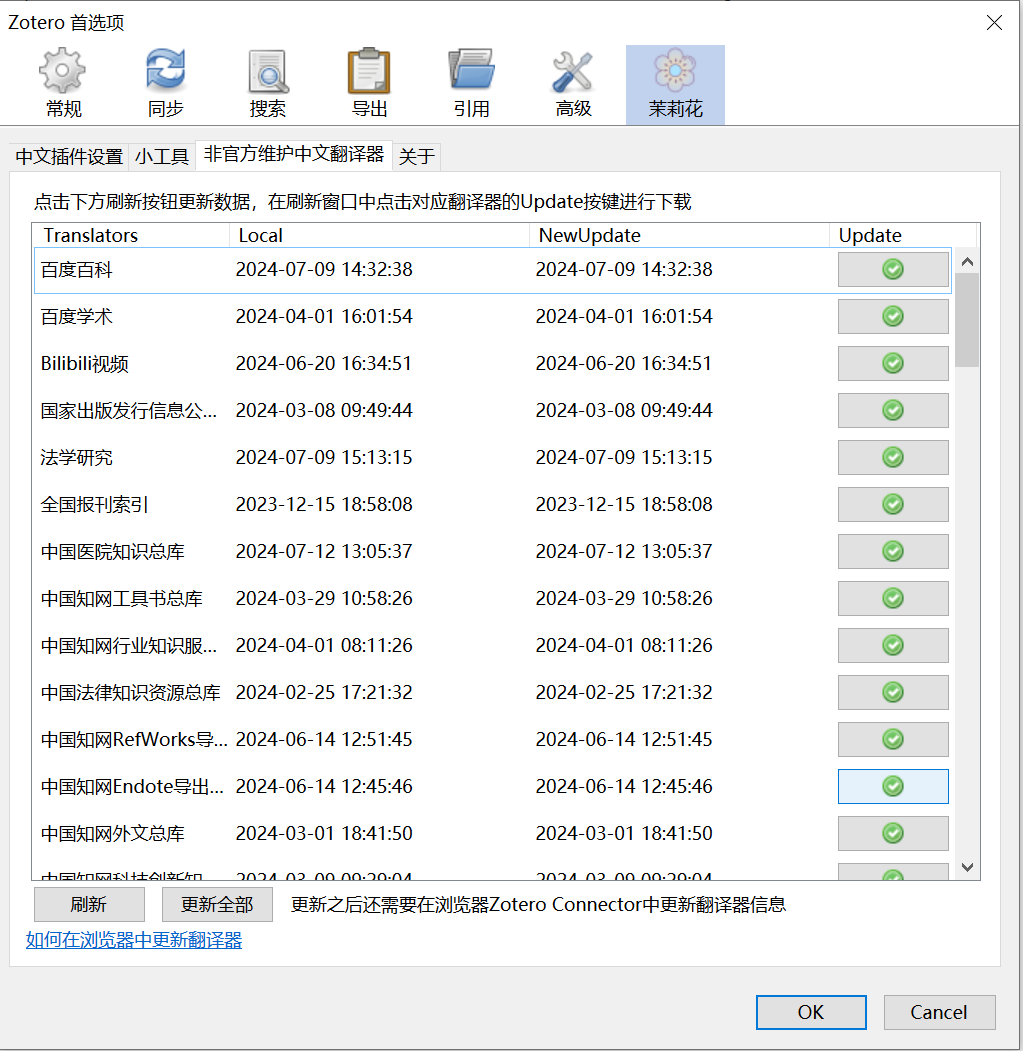 Zotero 首选项
常规 同步 搜索 导出 引用 高级 茉莉花
中文插件设置 小工具 非官方维护中文翻译器 关于
点击下方刷新按钮更新数据，在刷新窗口中点击对应翻译器的Update按键进行下载
Translators Local NewUpdate Update
百度百科 2024-07-09 14:32:38 2024-07-09 14:32:38
百度学术 2024-04-01 16:01:54 2024-04-01 16:01:54
Bilibili视频 2024-06-20 16:34:51 2024-06-20 16:34:51
国家出版发行信息公... 2024-03-08 09:49:44 2024-03-08 09:49:44
法学研究 2024-07-09 15:13:15 2024-07-09 15:13:15
全国报刊索引 2023-12-15 18:58:08 2023-12-15 18:58:08
中国医院知识总库 2024-07-12 13:05:37 2024-07-12 13:05:37
中国知网工具书总库 2024-03-29 10:58:26 2024-03-29 10:58:26
中国知网行业知识服... 2024-04-01 08:11:26 2024-04-01 08:11:26
中国法律知识资源总库 2024-02-25 17:21:32 2024-02-25 17:21:32
中国知网RefWorks导... 2024-06-14 12:51:45 2024-06-14 12:51:45
中国知网Endote导出... 2024-06-14 12:45:46 2024-06-14 12:45:46
中国知网外文总库 2024-03-01 18:41:50 2024-03-01 18:41:50
中国知网科技创新知
刷新 更新全部 更新之后还需要在浏览器Zotero Connector中更新翻译器信息
如何在浏览器中更新翻译器
OK Cancel